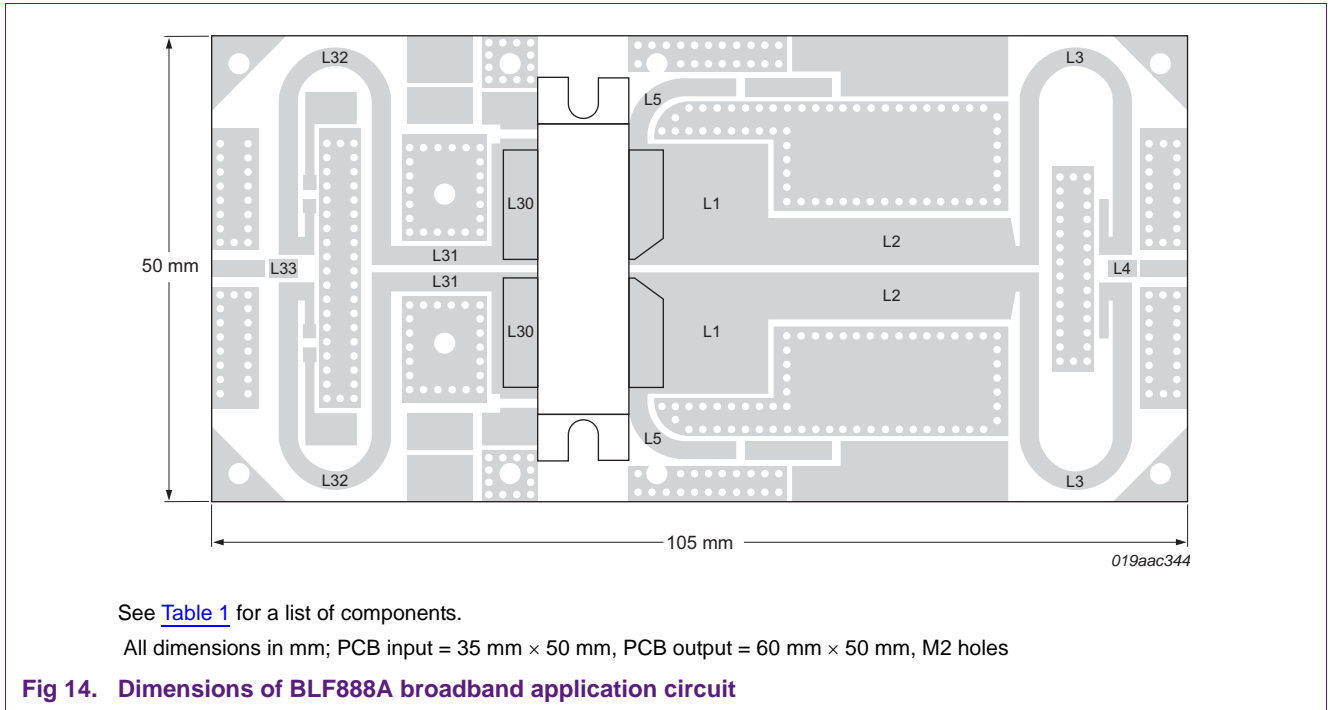 L32
L3
L5
L30
L1
L2
L31
50 mm
L33
L4
L31
L2
L30
L1
L5
L32
L3
105 mm
019aac344
See Table 1 for a list of components.
All dimensions in mm; PCB input = 35 mm × 50 mm, PCB output = 60 mm × 50 mm, M2 holes
Fig 14. Dimensions of BLF888A broadband application circuit